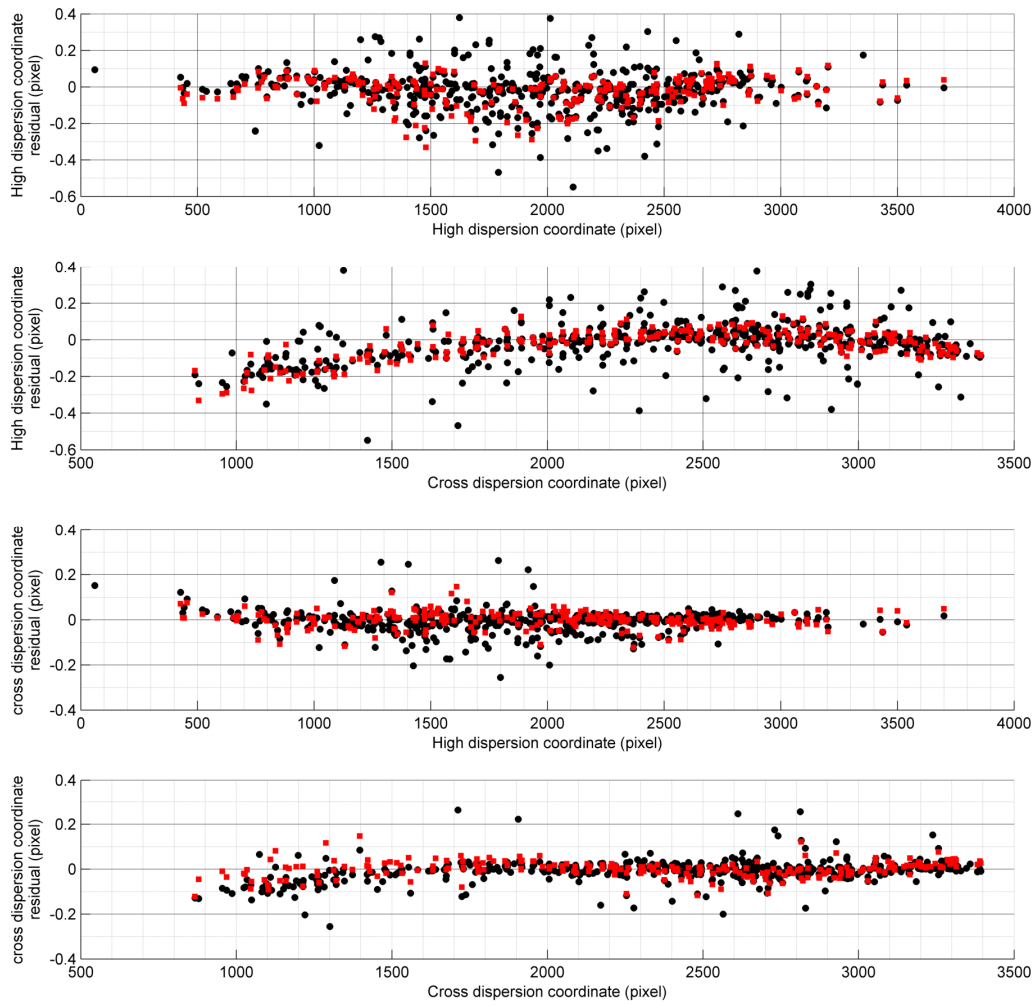 High dispersion coordinate
residual (pixel)
0.4
0.2
0
-0.2
-0.4
-0.6
0 500 1000 1500 2000 2500 3000 3500 4000
High dispersion coordinate (pixel)
High dispersion coordinate
residual (pixel)
0.4
0.2
0
-0.2
-0.4
-0.6
500 1000 1500 2000 2500 3000 3500
Cross dispersion coordinate (pixel)
cross dispersion coordinate
residual (pixel)
0.4
0.2
0
-0.2
-0.4
0 500 1000 1500 2000 2500 3000 3500 4000
High dispersion coordinate (pixel)
cross dispersion coordinate
residual (pixel)
0.4
0.2
0
-0.2
-0.4
500 1000 1500 2000 2500 3000 3500
Cross dispersion coordinate (pixel)